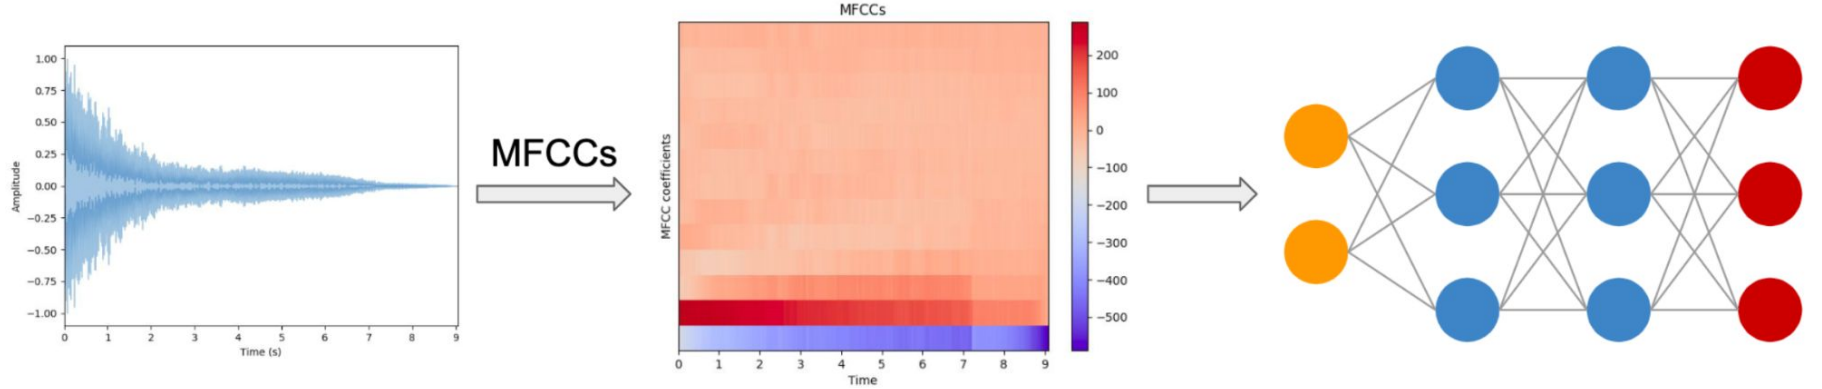 1.00
0.75
0.50
0.25
0.00
−0.25
−0.50
−0.75
−1.00
Amplitude
0 1 2 3 4 5 6 7 8 9
Time (s)
MFCCs
MFCCs
MFCC coefficients
0 1 2 3 4 5 6 7 8 9
Time
200
100
0
−100
−200
−300
−400
−500